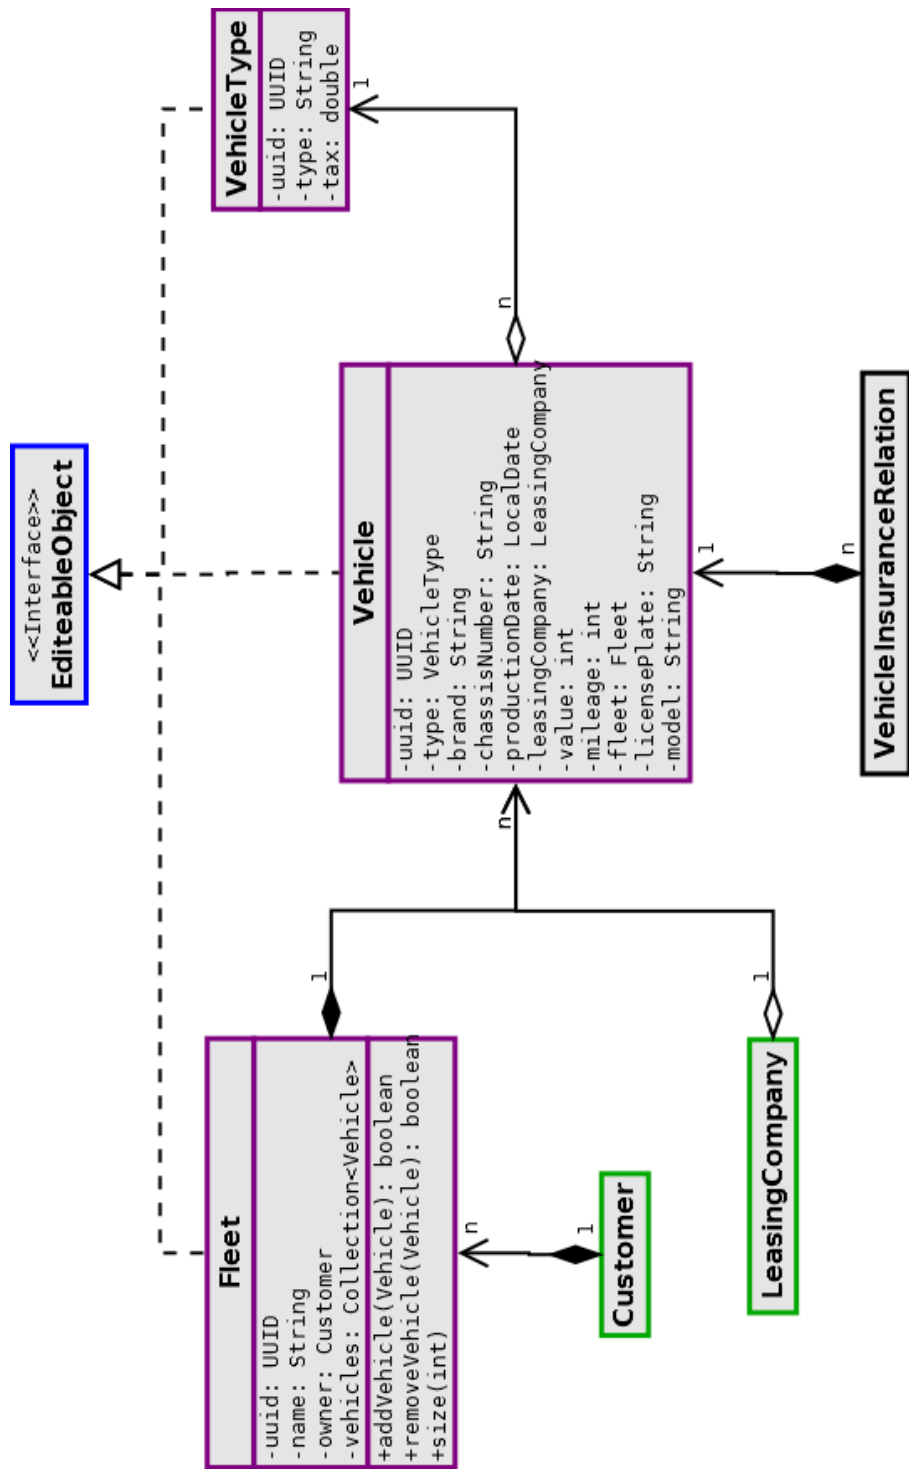 <<Interface>>
EditeableObject
Fleet
-uuid: UUID
-name: String
-owner: Customer
-vehicles: Collection<Vehicle>
+addVehicle(Vehicle): boolean
+removeVehicle(Vehicle): boolean
+size(int)
Vehicle
-uuid: UUID
-type: VehicleType
-brand: String
-chassisNumber: String
-productionDate: LocalDate
-leasingCompany: LeasingCompany
-value: int
-mileage: int
-fleet: Fleet
-licensePlate: String
-model: String
VehicleType
-uuid: UUID
-type: String
-tax: double
1
n
1
n
n
1
Customer
1
LeasingCompany
1
n
VehicleInsuranceRelation